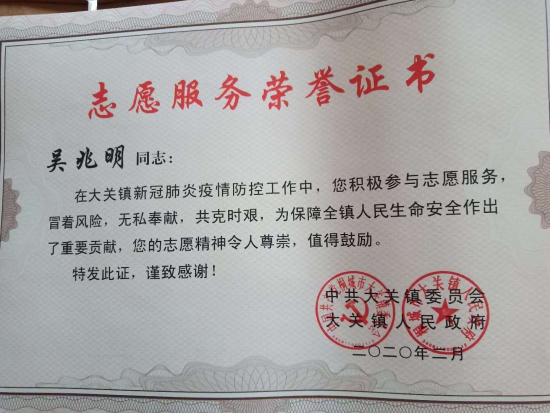 志愿服务荣誉证书
吴兆明 同志：
在大关镇新冠肺炎疫情防控工作中，您积极参与志愿服务，
冒着风险，无私奉献，共克时艰，为保障全镇人民生命安全作出
了重要贡献，您的志愿精神令人尊崇，值得鼓励。
特发此证，谨致感谢！
中共大关镇委员会
大关镇人民政府
二〇二〇年二月